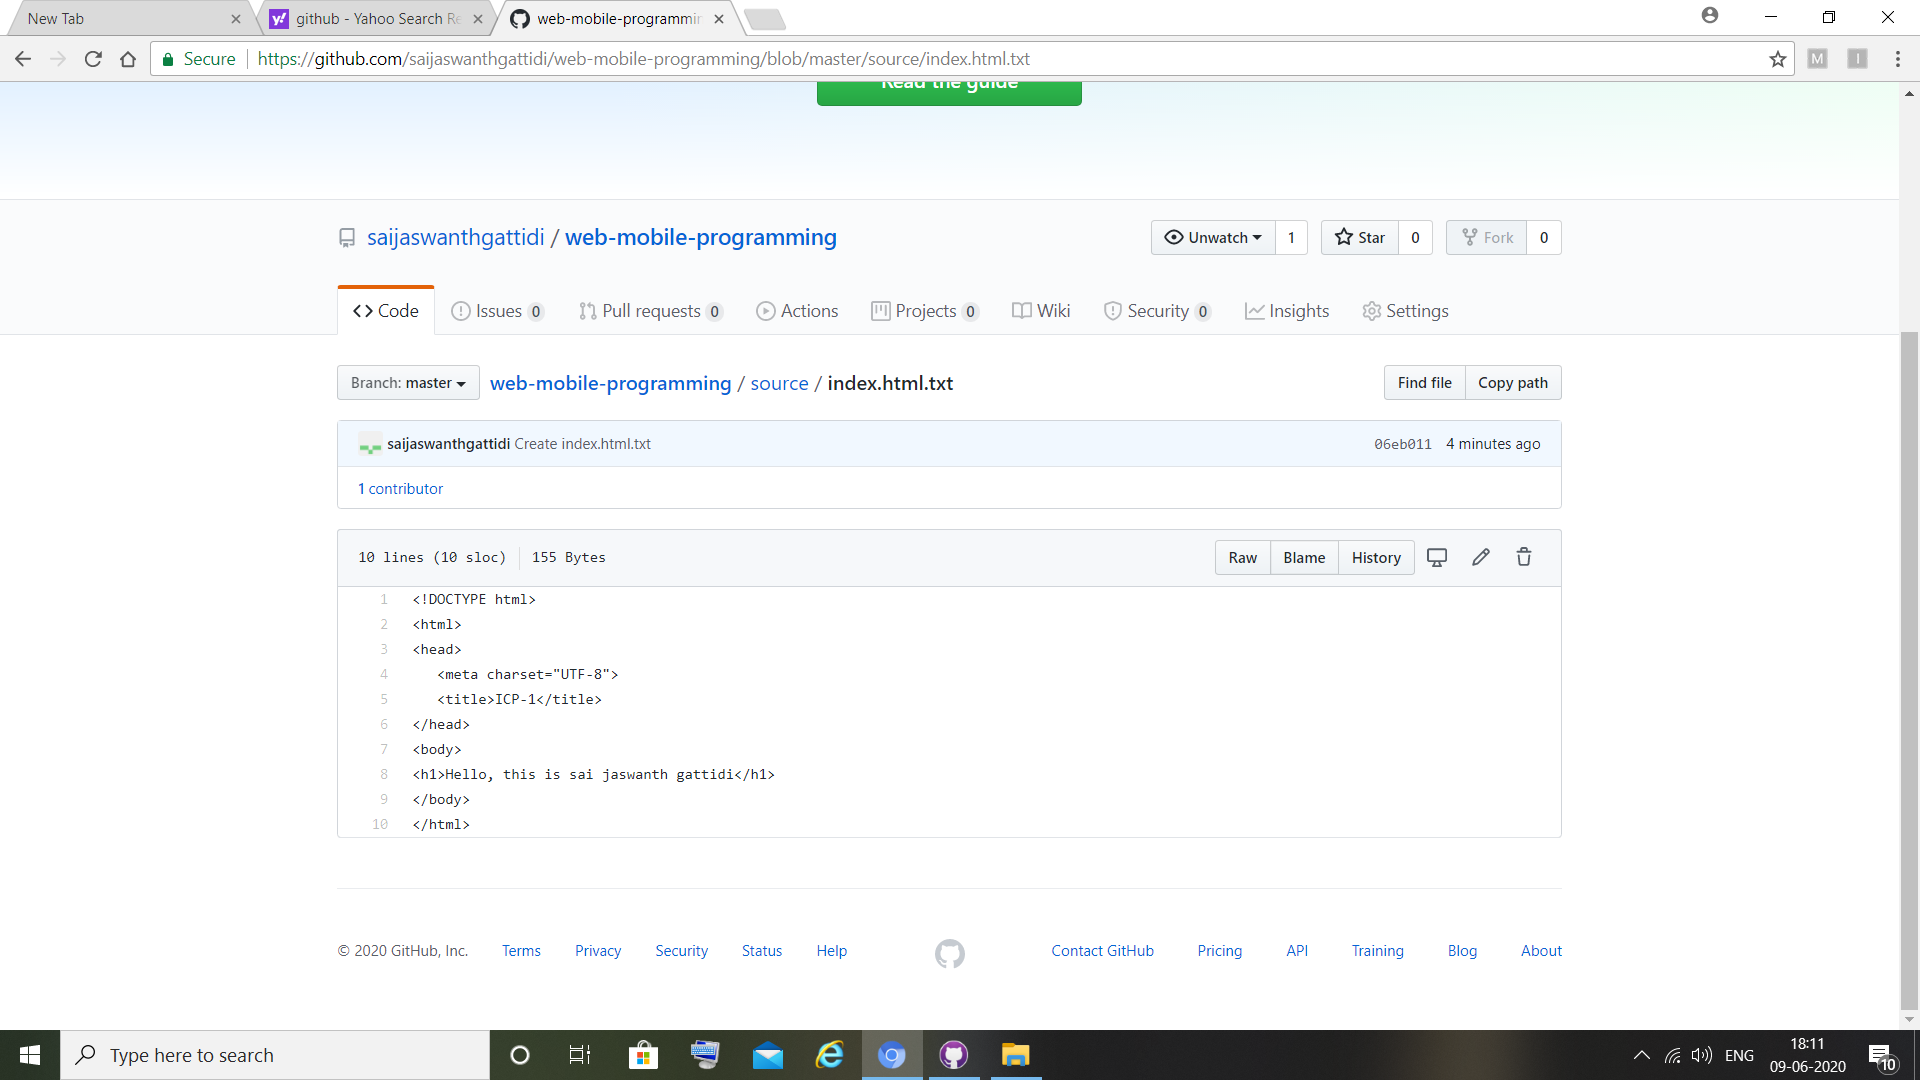 New Tab
github - Yahoo Search Re
web-mobile-programmin
Secure https://github.com/saijaswanthgattidi/web-mobile-programming/blob/master/source/index.html.txt
M
I
Read the guide
saijaswanthgattidi / web-mobile-programming
Unwatch 1
Star 0
Fork 0
Code
Issues 0
Pull requests 0
Actions
Projects 0
Wiki
Security 0
Insights
Settings
Branch: master
web-mobile-programming / source / index.html.txt
Find file
Copy path
saijaswanthgattidi Create index.html.txt
06eb011 4 minutes ago
1 contributor
10 lines (10 sloc) 155 Bytes
Raw
Blame
History
1 <!DOCTYPE html>
2 <html>
3 <head>
4 <meta charset="UTF-8">
5 <title>ICP-1</title>
6 </head>
7 <body>
8 <h1>Hello, this is sai jaswanth gattidi</h1>
9 </body>
10 </html>
© 2020 GitHub, Inc.
Terms
Privacy
Security
Status
Help
Contact GitHub
Pricing
API
Training
Blog
About
Type here to search
ENG
18:11
09-06-2020
10